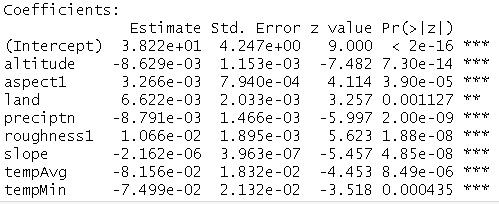 Coefficients:
Estimate Std. Error z value Pr(>|z|)
(Intercept) 3.822e+01 4.247e+00 9.000 < 2e-16 ***
altitude -8.629e-03 1.153e-03 -7.482 7.30e-14 ***
aspect1 3.266e-03 7.940e-04 4.114 3.90e-05 ***
land 6.622e-03 2.033e-03 3.257 0.001127 **
preciptn -8.791e-03 1.466e-03 -5.997 2.00e-09 ***
roughness1 1.066e-02 1.895e-03 5.623 1.88e-08 ***
slope -2.162e-06 3.963e-07 -5.457 4.85e-08 ***
tempAvg -8.156e-02 1.832e-02 -4.453 8.49e-06 ***
tempMin -7.499e-02 2.132e-02 -3.518 0.000435 ***